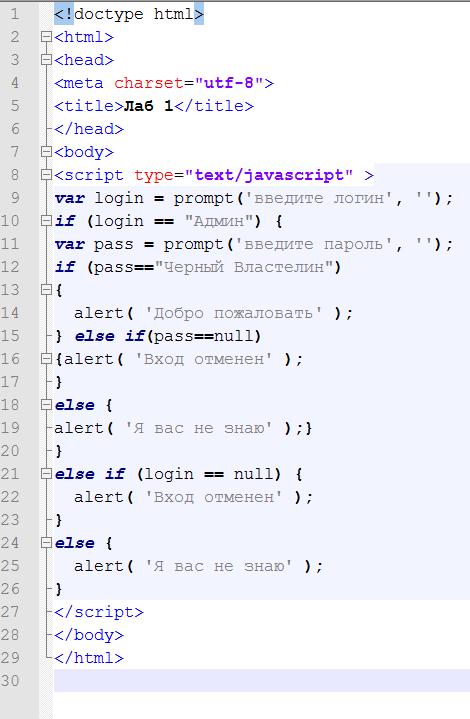 1 <!doctype html>
2 <html>
3 <head>
4 <meta charset="utf-8">
5 <title>Лаб 1</title>
6 </head>
7 <body>
8 <script type="text/javascript" >
9 var login = prompt('введите логин', '');
10 if (login == "Админ") {
11 var pass = prompt('введите пароль', '');
12 if (pass=="Черный Властелин")
13 {
14   alert( 'Добро пожаловать' );
15 } else if(pass==null)
16 {alert( 'Вход отменен' );
17 }
18 else {
19 alert( 'Я вас не знаю' );}
20 }
21 else if (login == null) {
22   alert( 'Вход отменен' );
23 }
24 else {
25   alert( 'Я вас не знаю' );
26 }
27 </script>
28 </body>
29 </html>
30